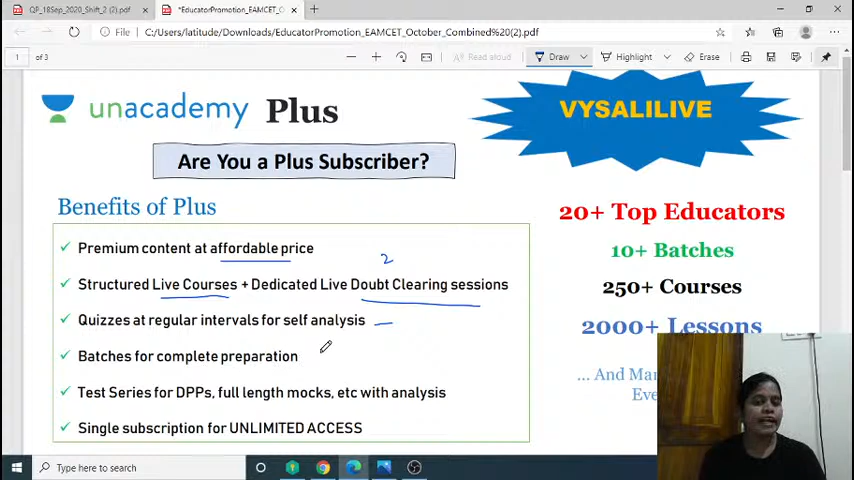 QP_18Sep_2020_Shift_2 (2).pdf
*EducatorPromotion_EAMCET_Oc
File
C:/Users/latitude/Downloads/EducatorPromotion_EAMCET_October_Combined%20(2).pdf
1 of 3
Read aloud
Draw
Highlight
Erase
unacademy Plus
VYSALILIVE
Are You a Plus Subscriber?
Benefits of Plus
Premium content at affordable price
2
Structured Live Courses + Dedicated Live Doubt Clearing sessions
Quizzes at regular intervals for self analysis
Batches for complete preparation
Test Series for DPPs, full length mocks, etc with analysis
Single subscription for UNLIMITED ACCESS
20+ Top Educators
10+ Batches
250+ Courses
2000+ Lessons
... And
Type here to search